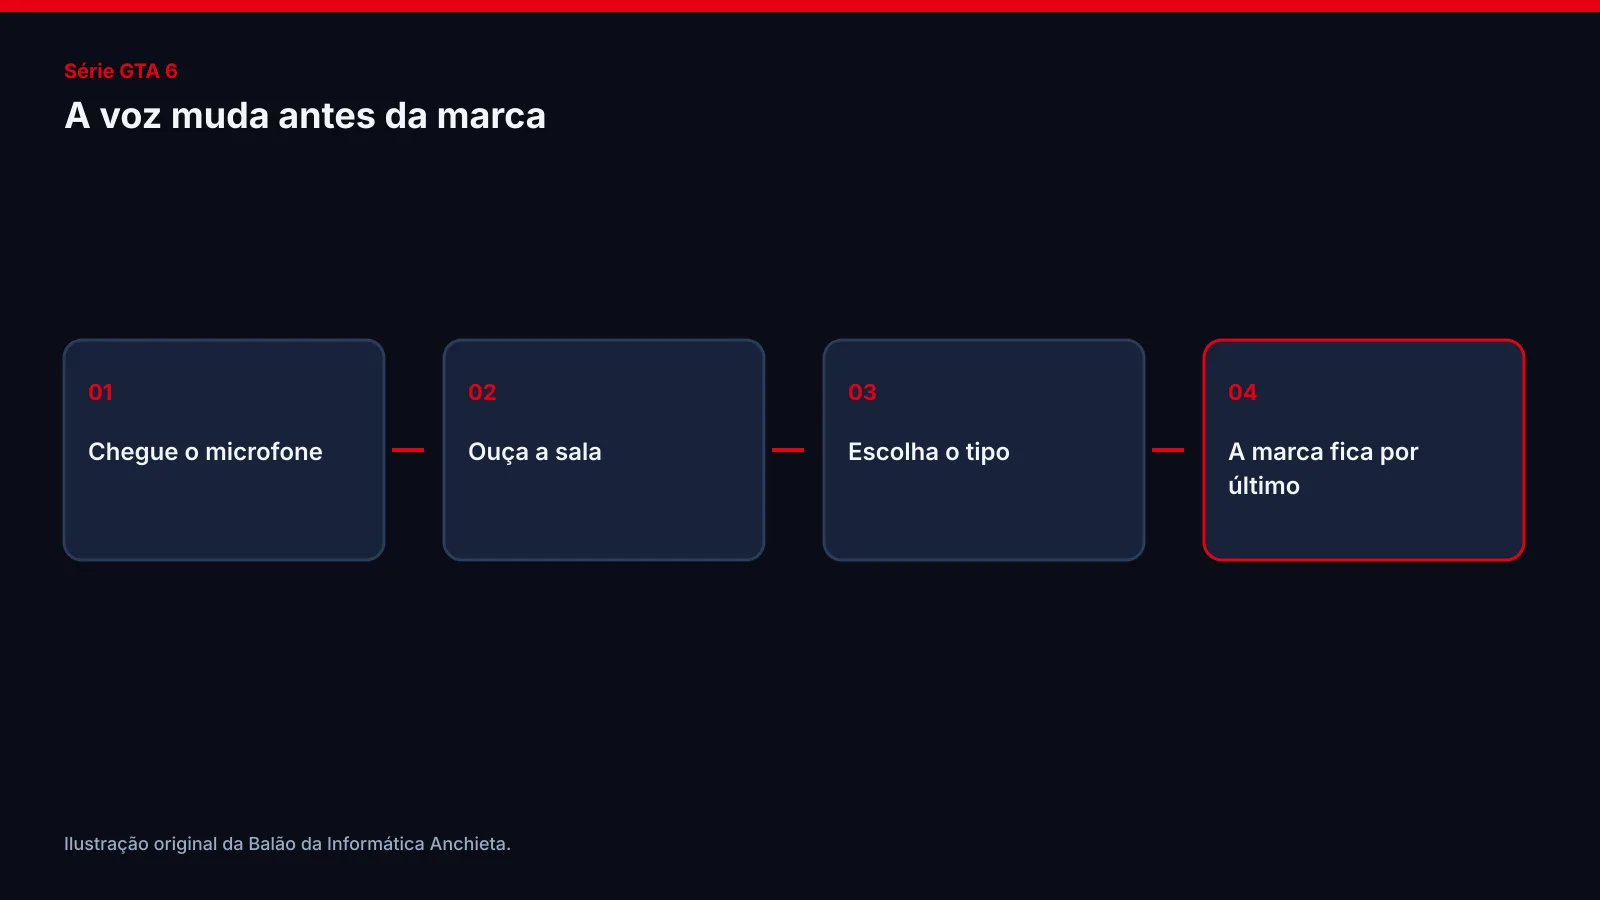 Série GTA 6
A voz muda antes da marca
01
Chegue o microfone
02
Ouça a sala
03
Escolha o tipo
04
A marca fica por
último
Ilustração original da Balão da Informática Anchieta.